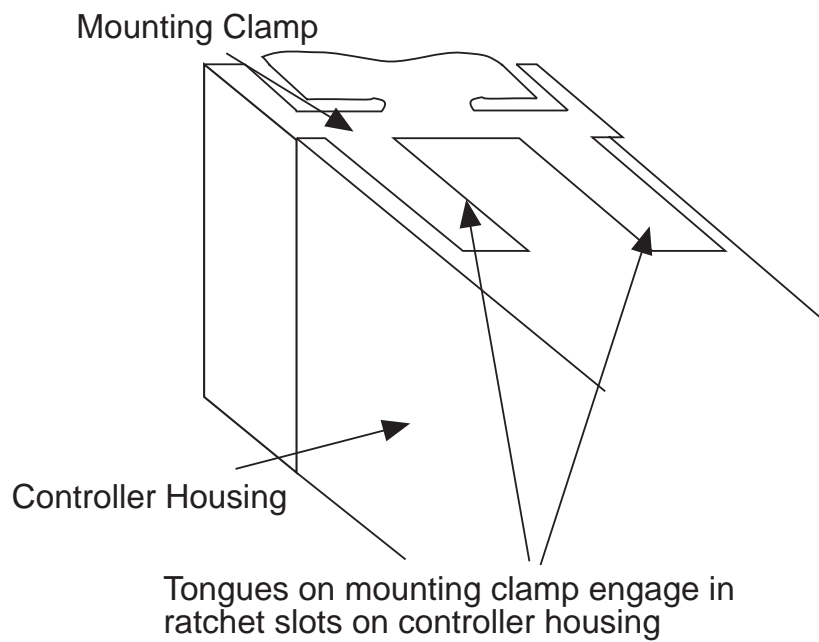 Mounting Clamp
Controller Housing
Tongues on mounting clamp engage in
ratchet slots on controller housing